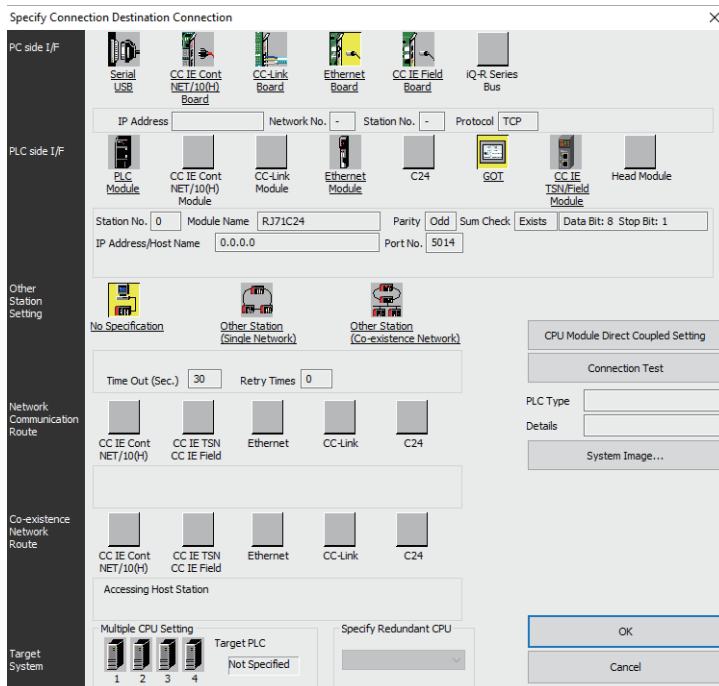 Specify Connection Destination Connection
PC side I/F
Serial
USB
CC IE Cont
NET/10(H)
Board
CC-Link
Board
Ethernet
Board
CC IE Field
Board
iQ-R Series
Bus
IP Address
Network No. -
Station No. -
Protocol TCP
PLC side I/F
PLC
Module
CC IE Cont
NET/10(H)
Module
CC-Link
Module
Ethernet
Module
C24
GOT
CC IE
TSN/Field
Module
Head Module
Station No. 0
Module Name RJ71C24
Parity Odd
Sum Check Exists
Data Bit: 8 Stop Bit: 1
IP Address/Host Name 0.0.0.0
Port No. 5014
Other
Station
Setting
No Specification
Other Station
(Single Network)
Other Station
(Co-existence Network)
Time Out (Sec.) 30
Retry Times 0
CPU Module Direct Coupled Setting
Connection Test
PLC Type
Details
System Image...
Network
Communication
Route
CC IE Cont
NET/10(H)
CC IE TSN
CC IE Field
Ethernet
CC-Link
C24
Co-existence
Network
Route
CC IE Cont
NET/10(H)
CC IE TSN
CC IE Field
Ethernet
CC-Link
C24
Accessing Host Station
Target
System
Multiple CPU Setting
1 2 3 4
Target PLC
Not Specified
Specify Redundant CPU
OK
Cancel